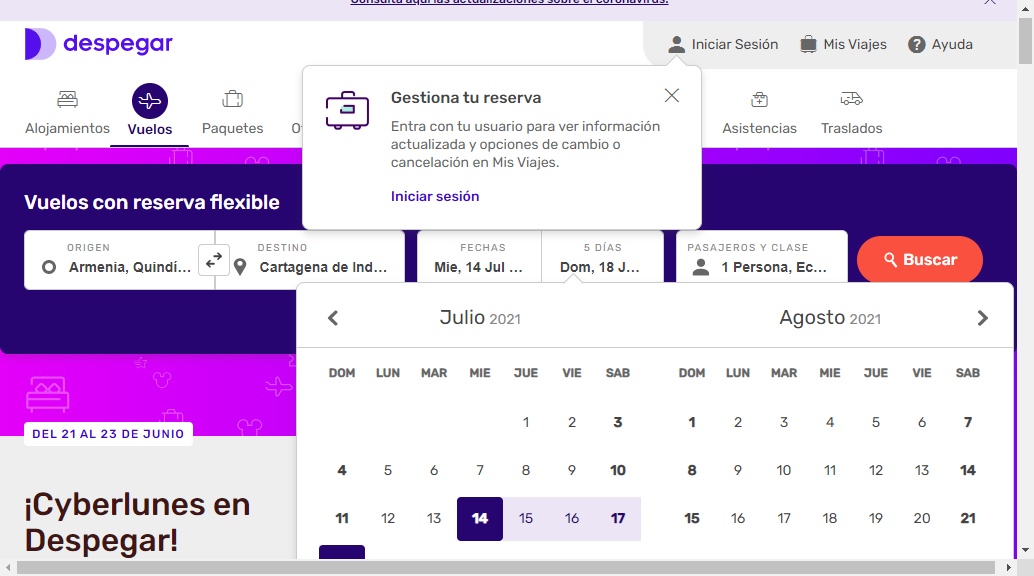 Consulta aquí las actualizaciones sobre el coronavirus.
despegar
Iniciar Sesión
Mis Viajes
Ayuda
Alojamientos
Vuelos
Paquetes
Asistencias
Traslados
Gestiona tu reserva
Entra con tu usuario para ver información
actualizada y opciones de cambio o
cancelación en Mis Viajes.
Iniciar sesión
Vuelos con reserva flexible
ORIGEN
Armenia, Quindí...
DESTINO
Cartagena de Ind...
FECHAS
Mie, 14 Jul ...
5 DÍAS
Dom, 18 J...
PASAJEROS Y CLASE
1 Persona, Ec...
Buscar
Julio 2021
DOM LUN MAR MIE JUE VIE SAB
1 2 3
4 5 6 7 8 9 10
11 12 13 14 15 16 17
Agosto 2021
DOM LUN MAR MIE JUE VIE SAB
1 2 3 4 5 6 7
8 9 10 11 12 13 14
15 16 17 18 19 20 21
DEL 21 AL 23 DE JUNIO
¡Cyberlunes en
Despegar!